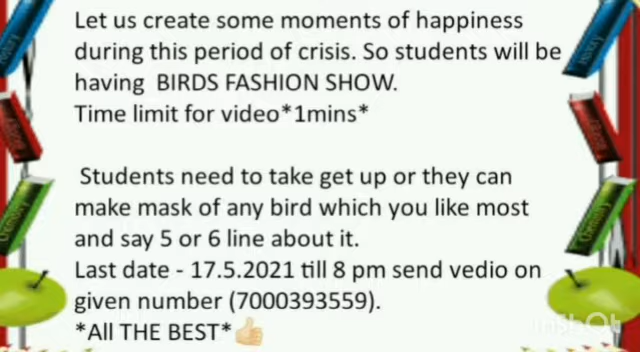 Let us create some moments of happiness
during this period of crisis. So students will be
having BIRDS FASHION SHOW.
Time limit for video*1mins*
Students need to take get up or they can
make mask of any bird which you like most
and say 5 or 6 line about it.
Last date - 17.5.2021 till 8 pm send vedio on
given number (7000393559).
*All THE BEST*👍🏻